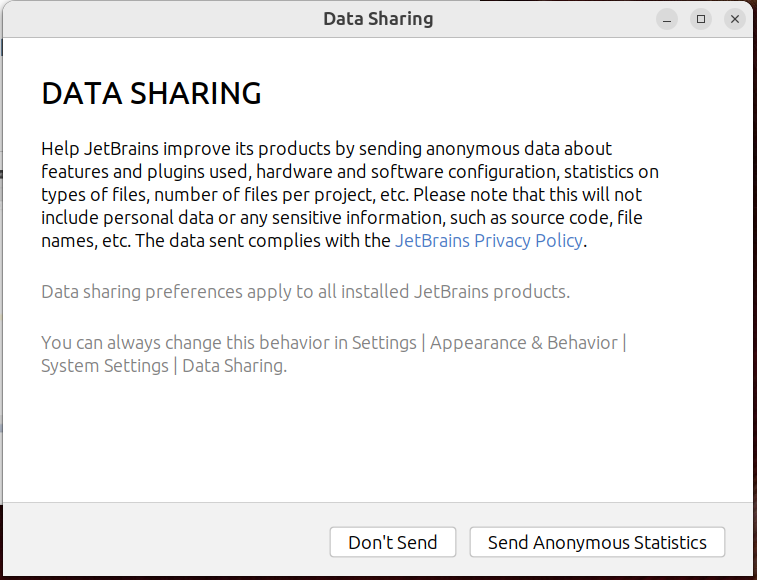 Data Sharing
DATA SHARING
Help JetBrains improve its products by sending anonymous data about
features and plugins used, hardware and software configuration, statistics on
types of files, number of files per project, etc. Please note that this will not
include personal data or any sensitive information, such as source code, file
names, etc. The data sent complies with the JetBrains Privacy Policy.
Data sharing preferences apply to all installed JetBrains products.
You can always change this behavior in Settings | Appearance & Behavior |
System Settings | Data Sharing.
Don't Send
Send Anonymous Statistics